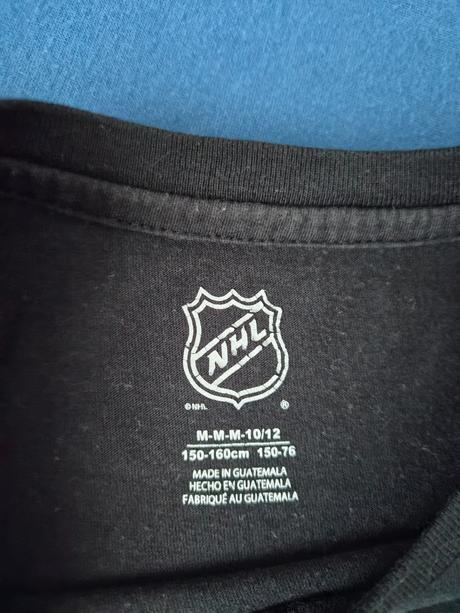 NHL
©NHL ®
M-M-M-10/12
150-160cm 150-76
MADE IN GUATEMALA
HECHO EN GUATEMALA
FABRIQUÉ AU GUATEMALA